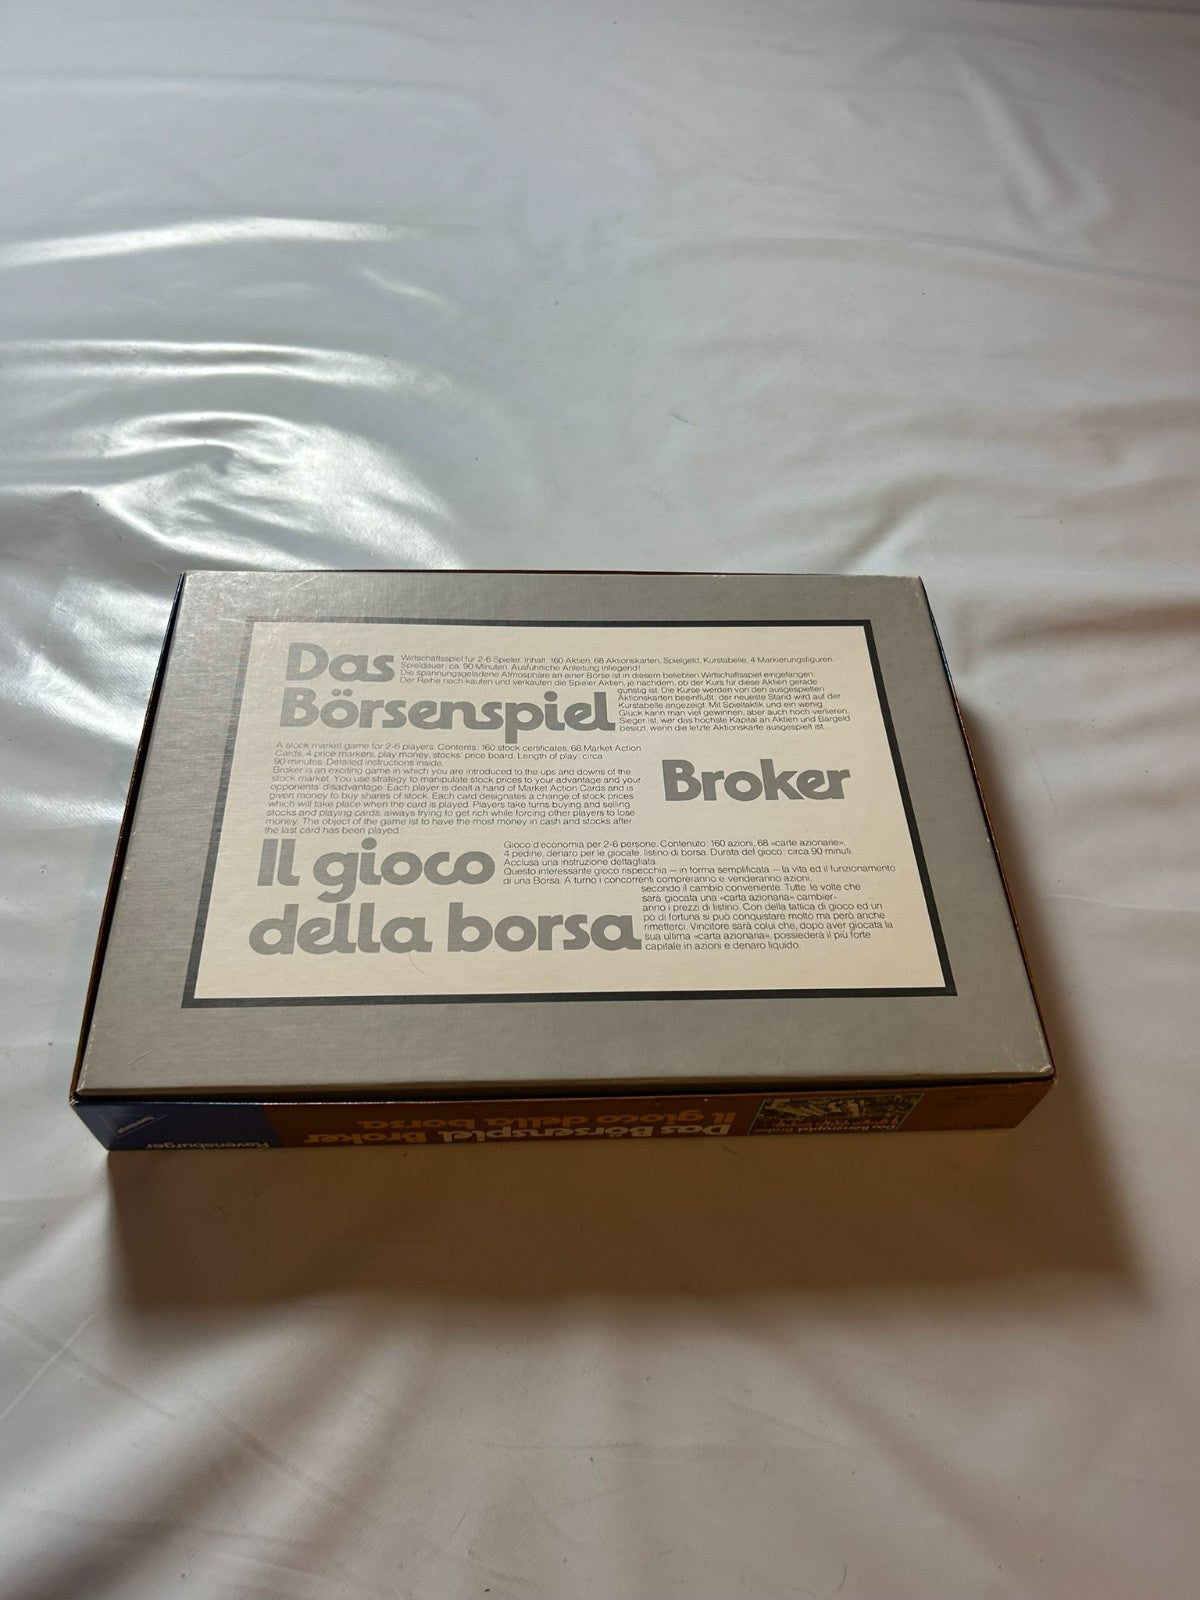 Das
Börsenspiel
Wirtschaftsspiel für 2-6 Spieler. Inhalt: 160 Aktien, 68 Aktionskarten, Spielgeld, Kurstabelle, 4 Markierungsfiguren.
Spieldauer: ca. 90 Minuten. Ausführliche Anleitung inliegend!
Die spannungsgeladene Atmosphäre an einer Börse ist in diesem beliebten Wirtschaftsspiel eingefangen.
Der Reihe nach kaufen und verkaufen die Spieler Aktien, je nachdem, ob der Kurs für diese Aktien gerade
günstig ist. Die Kurse werden von den ausgespielten
Aktionskarten beeinflußt; der neueste Stand wird auf der
Kurstabelle angezeigt. Mit Spieltaktik und ein wenig
Glück kann man viel gewinnen, aber auch hoch verlieren.
Sieger ist, wer das höchste Kapital an Aktien und Bargeld
besitzt, wenn die letzte Aktionskarte ausgespielt ist.
A stock market game for 2-6 players. Contents: 160 stock certificates, 68 Market Action
Cards, 4 price markers, play money, stocks' price board. Length of play: circa
90 minutes. Detailed instructions inside.
Broker is an exciting game in which you are introduced to the ups and downs of the
stock market. You use strategy to manipulate stock prices to your advantage and your
opponents' disadvantage. Each player is dealt a hand of Market Action Cards and is
given money to buy shares of stock. Each card designates a change of stock prices
which will take place when the card is played. Players take turns buying and selling
stocks and playing cards, always trying to get rich while forcing other players to lose
money. The object of the game ist to have the most money in cash and stocks after
the last card has been played.
Broker
Il gioco
della borsa
Gioco d'economia per 2-6 persone. Contenuto: 160 azioni, 68 «carte azionarie»,
4 pedine, denaro per le giocate, listino di borsa. Durata del gioco: circa 90 minuti.
Acclusa una instruzione dettagliata.
Questo interessante gioco rispecchia – in forma semplificata – la vita ed il funzionamento
di una Borsa. A turno i concorrenti compreranno e venderanno azioni,
secondo il cambio conveniente. Tutte le volte che
sarà giocata una «carta azionaria» cambier-
anno i prezzi di listino. Con della tattica di gioco ed un
pò di fortuna si può conquistare molto ma però anche
rimetterci. Vincitore sarà colui che, dopo aver giocata la
sua ultima «carta azionaria», possiederà il più forte
capitale in azioni e denaro liquido.
Das Börsenspiel Broker
Il gioco della borsa
Ravensburger